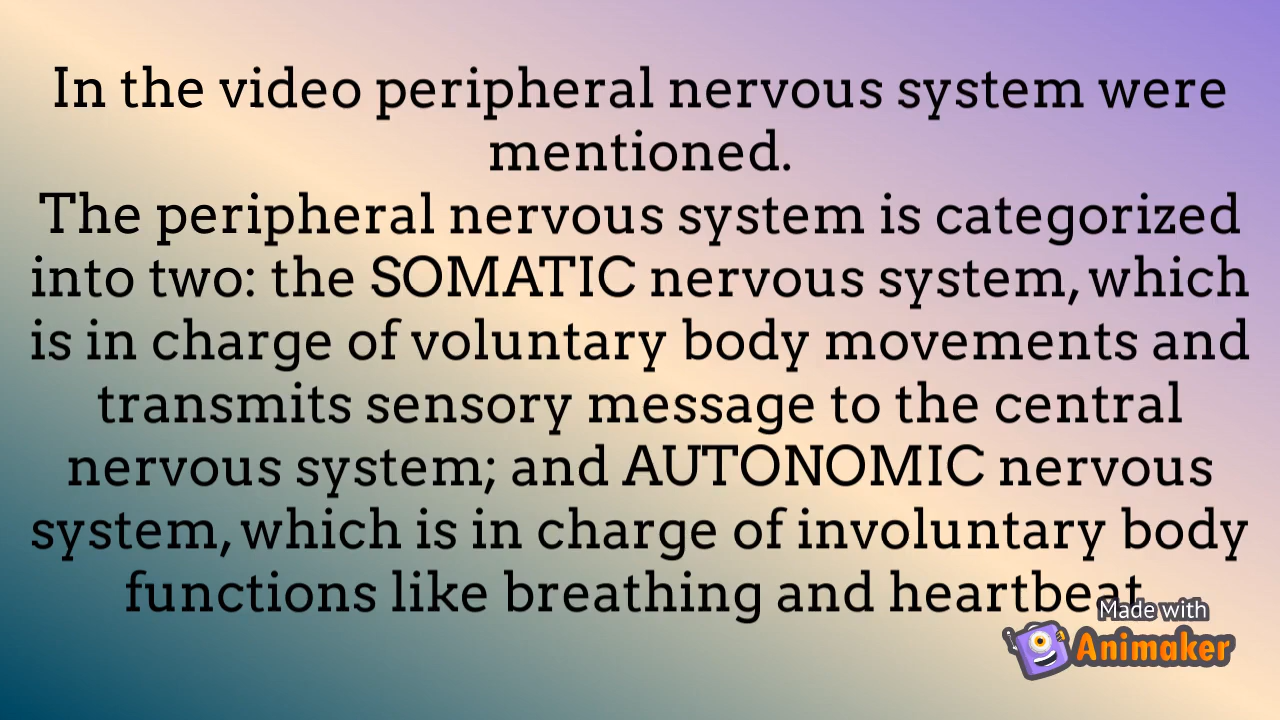 In the video peripheral nervous system were
mentioned.
The peripheral nervous system is categorized
into two: the SOMATIC nervous system, which
is in charge of voluntary body movements and
transmits sensory message to the central
nervous system; and AUTONOMIC nervous
system, which is in charge of involuntary body
functions like breathing and heartbeat
Made with
Animaker